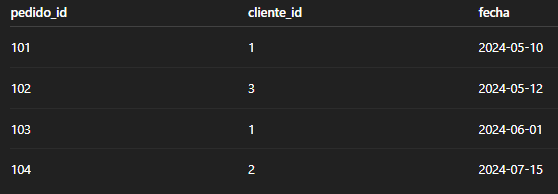 pedido_id cliente_id fecha
101 1 2024-05-10
102 3 2024-05-12
103 1 2024-06-01
104 2 2024-07-15